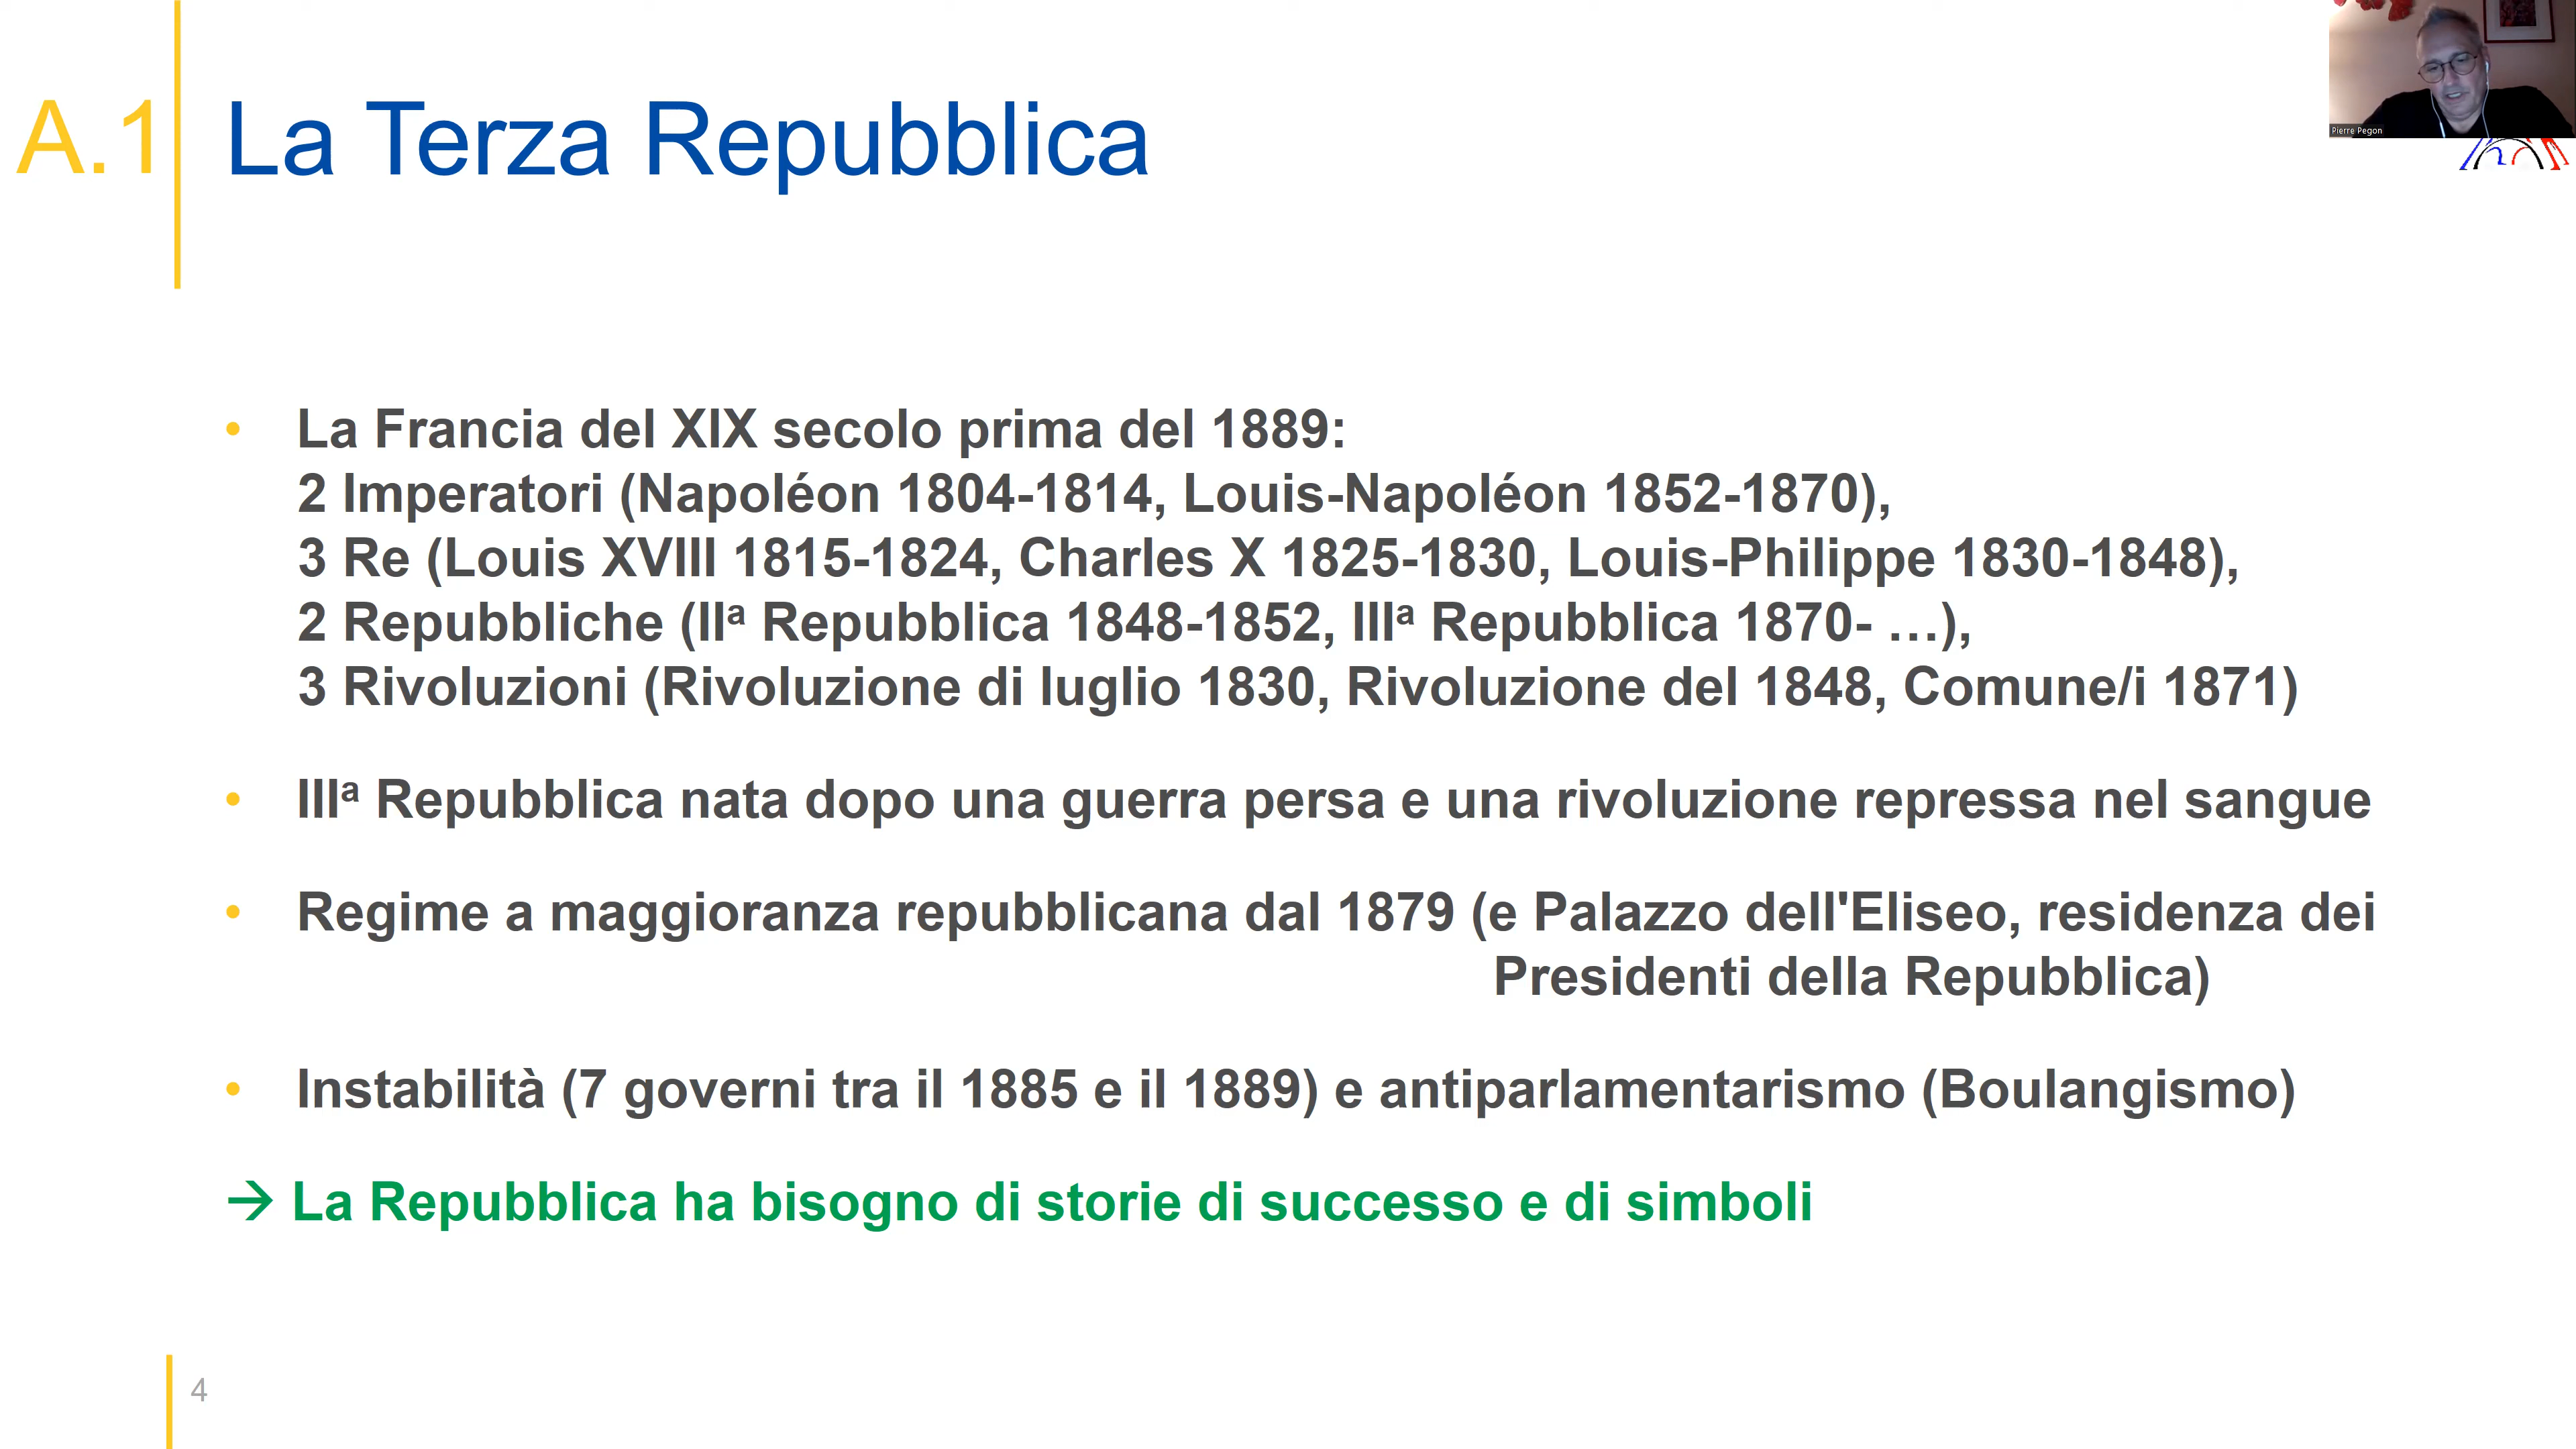 A.1
La Terza Repubblica
Pierre Pegon
• La Francia del XIX secolo prima del 1889:
2 Imperatori (Napoléon 1804-1814, Louis-Napoléon 1852-1870),
3 Re (Louis XVIII 1815-1824, Charles X 1825-1830, Louis-Philippe 1830-1848),
2 Repubbliche (IIª Repubblica 1848-1852, IIIª Repubblica 1870- …),
3 Rivoluzioni (Rivoluzione di luglio 1830, Rivoluzione del 1848, Comune/i 1871)
• IIIª Repubblica nata dopo una guerra persa e una rivoluzione repressa nel sangue
• Regime a maggioranza repubblicana dal 1879 (e Palazzo dell'Eliseo, residenza dei
Presidenti della Repubblica)
• Instabilità (7 governi tra il 1885 e il 1889) e antiparlamentarismo (Boulangismo)
→ La Repubblica ha bisogno di storie di successo e di simboli
4